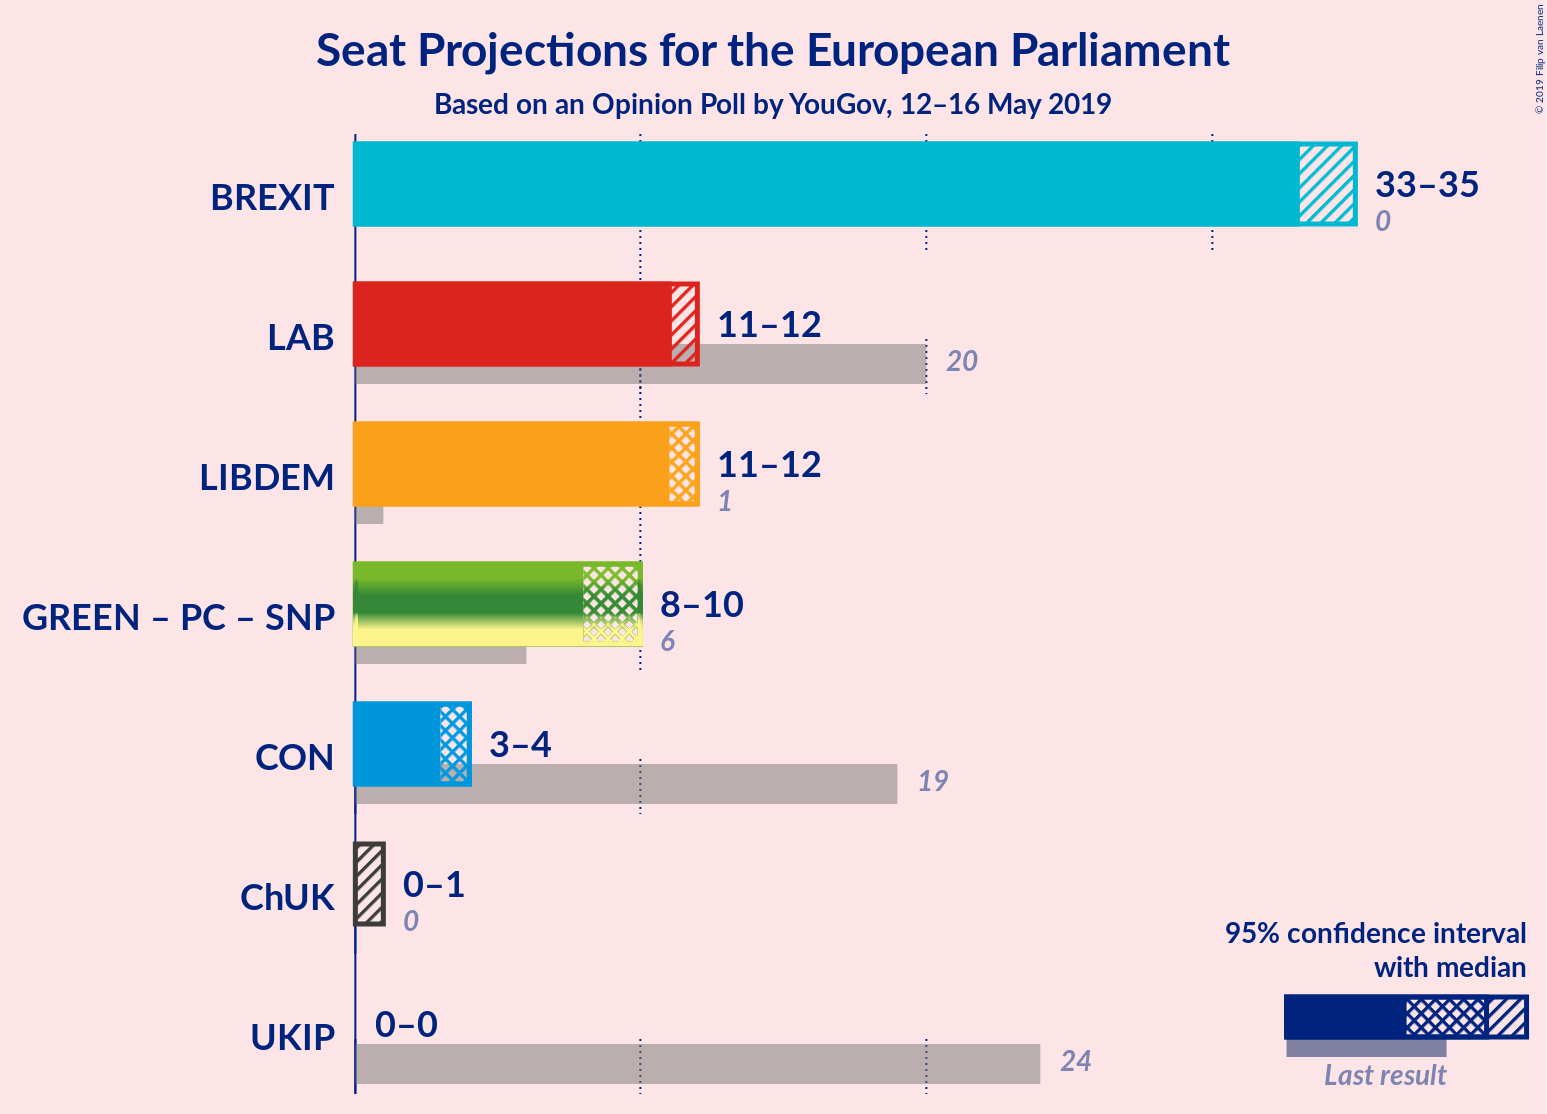 Seat Projections for the European Parliament
Based on an Opinion Poll by YouGov, 12–16 May 2019
© 2019 Filip van Laenen
BREXIT
33–35
0
LAB
11–12
20
LIBDEM
11–12
1
GREEN – PC – SNP
8–10
6
CON
3–4
19
ChUK
0–1
0
UKIP
0–0
24
95% confidence interval
with median
Last result